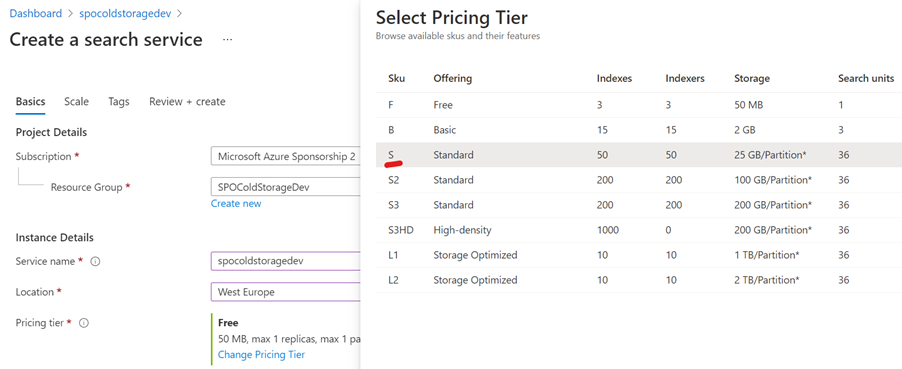 Dashboard > spocoldstoragedev >
Create a search service ...
Basics Scale Tags Review + create
Project Details
Subscription *
Microsoft Azure Sponsorship 2
Resource Group *
SPOColdStorageDev
Create new
Instance Details
Service name *
spocoldstoragedev
Location *
West Europe
Pricing tier *
Free
50 MB, max 1 replicas, max 1 pa
Change Pricing Tier
Select Pricing Tier
Browse available skus and their features
Sku Offering Indexes Indexers Storage Search units
F Free 3 3 50 MB 1
B Basic 15 15 2 GB 3
S Standard 50 50 25 GB/Partition* 36
S2 Standard 200 200 100 GB/Partition* 36
S3 Standard 200 200 200 GB/Partition* 36
S3HD High-density 1000 0 200 GB/Partition* 36
L1 Storage Optimized 10 10 1 TB/Partition* 36
L2 Storage Optimized 10 10 2 TB/Partition* 36